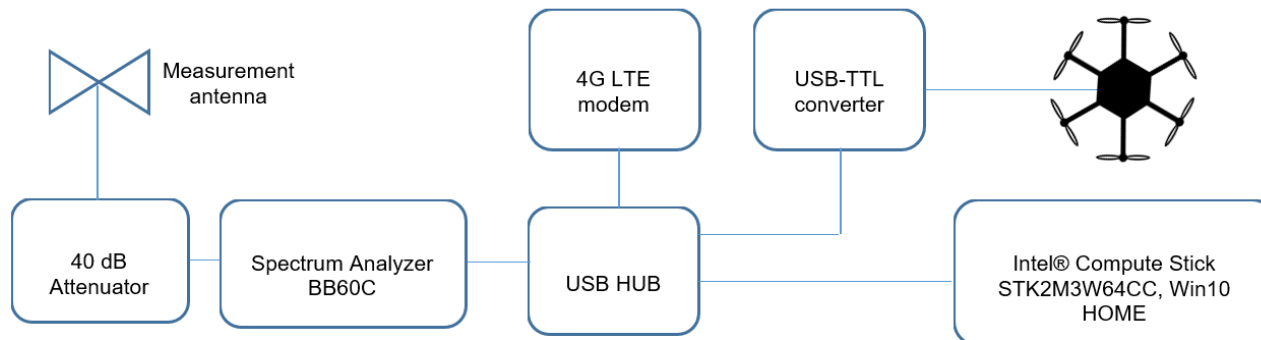 Measurement
antenna
4G LTE
modem
USB-TTL
converter
40 dB
Attenuator
Spectrum Analyzer
BB60C
USB HUB
Intel® Compute Stick
STK2M3W64CC, Win10
HOME